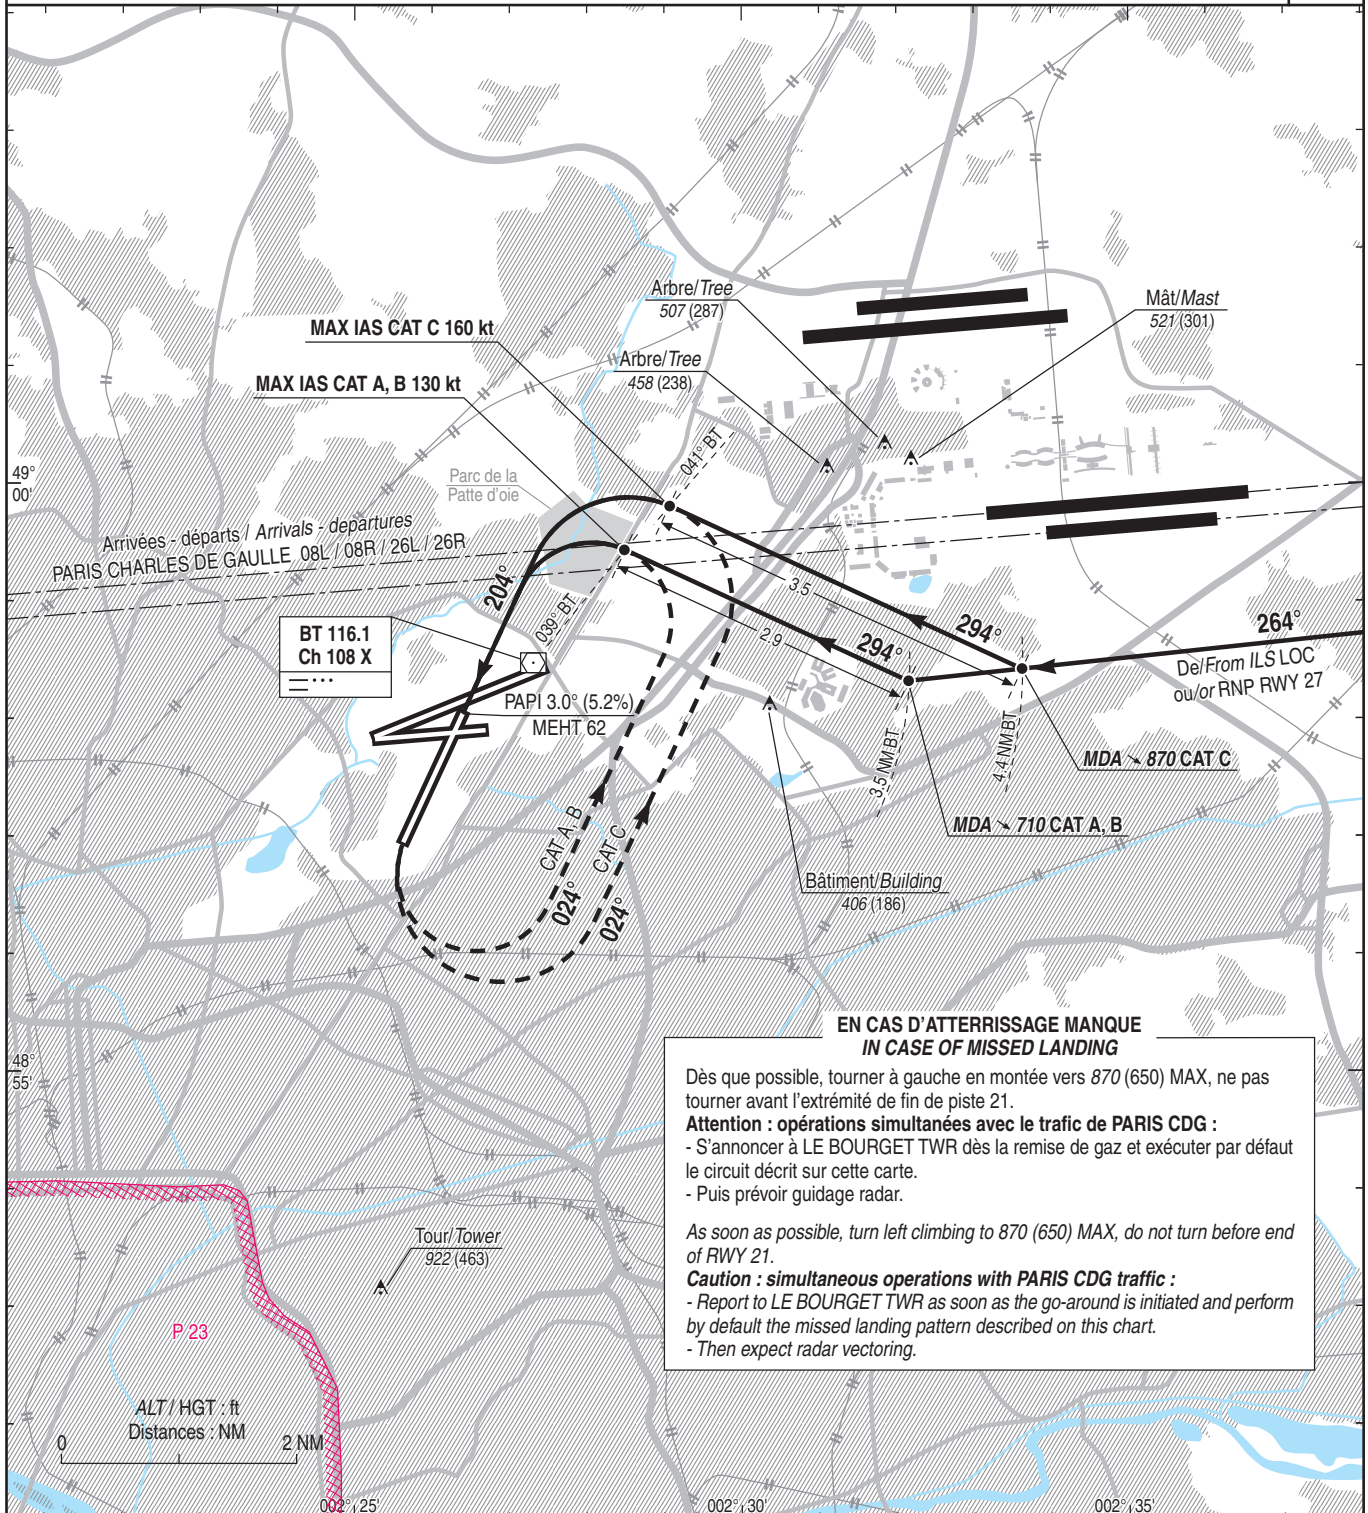 Arbre/Tree
507 (287)
Mât/Mast
521 (301)
MAX IAS CAT C 160 kt
Arbre/Tree
458 (238)
MAX IAS CAT A, B 130 kt
041° BT
49°
00'
Parc de la
Patte d'oie
Arrivées - départs / Arrivals - departures
PARIS CHARLES DE GAULLE 08L / 08R / 26L / 26R
204°
039° BT
3.5
2.9
294°
294°
264°
De/From ILS LOC
ou/or RNP RWY 27
BT 116.1
Ch 108 X
PAPI 3.0° (5.2%)
MEHT 62
3.5 NM BT
4.4 NM BT
MDA ↘ 870 CAT C
MDA ↘ 710 CAT A, B
CAT A, B
CAT C
024°
024°
Bâtiment/Building
406 (186)
48°
55'
EN CAS D'ATTERRISSAGE MANQUE
IN CASE OF MISSED LANDING
Dès que possible, tourner à gauche en montée vers 870 (650) MAX, ne pas
tourner avant l'extrémité de fin de piste 21.
Attention : opérations simultanées avec le trafic de PARIS CDG :
- S'annoncer à LE BOURGET TWR dès la remise de gaz et exécuter par défaut
le circuit décrit sur cette carte.
- Puis prévoir guidage radar.
As soon as possible, turn left climbing to 870 (650) MAX, do not turn before end
of RWY 21.
Caution : simultaneous operations with PARIS CDG traffic :
- Report to LE BOURGET TWR as soon as the go-around is initiated and perform
by default the missed landing pattern described on this chart.
- Then expect radar vectoring.
Tour/Tower
922 (463)
P 23
ALT / HGT : ft
Distances : NM
0
2 NM
002° 25'
002° 30'
002° 35'